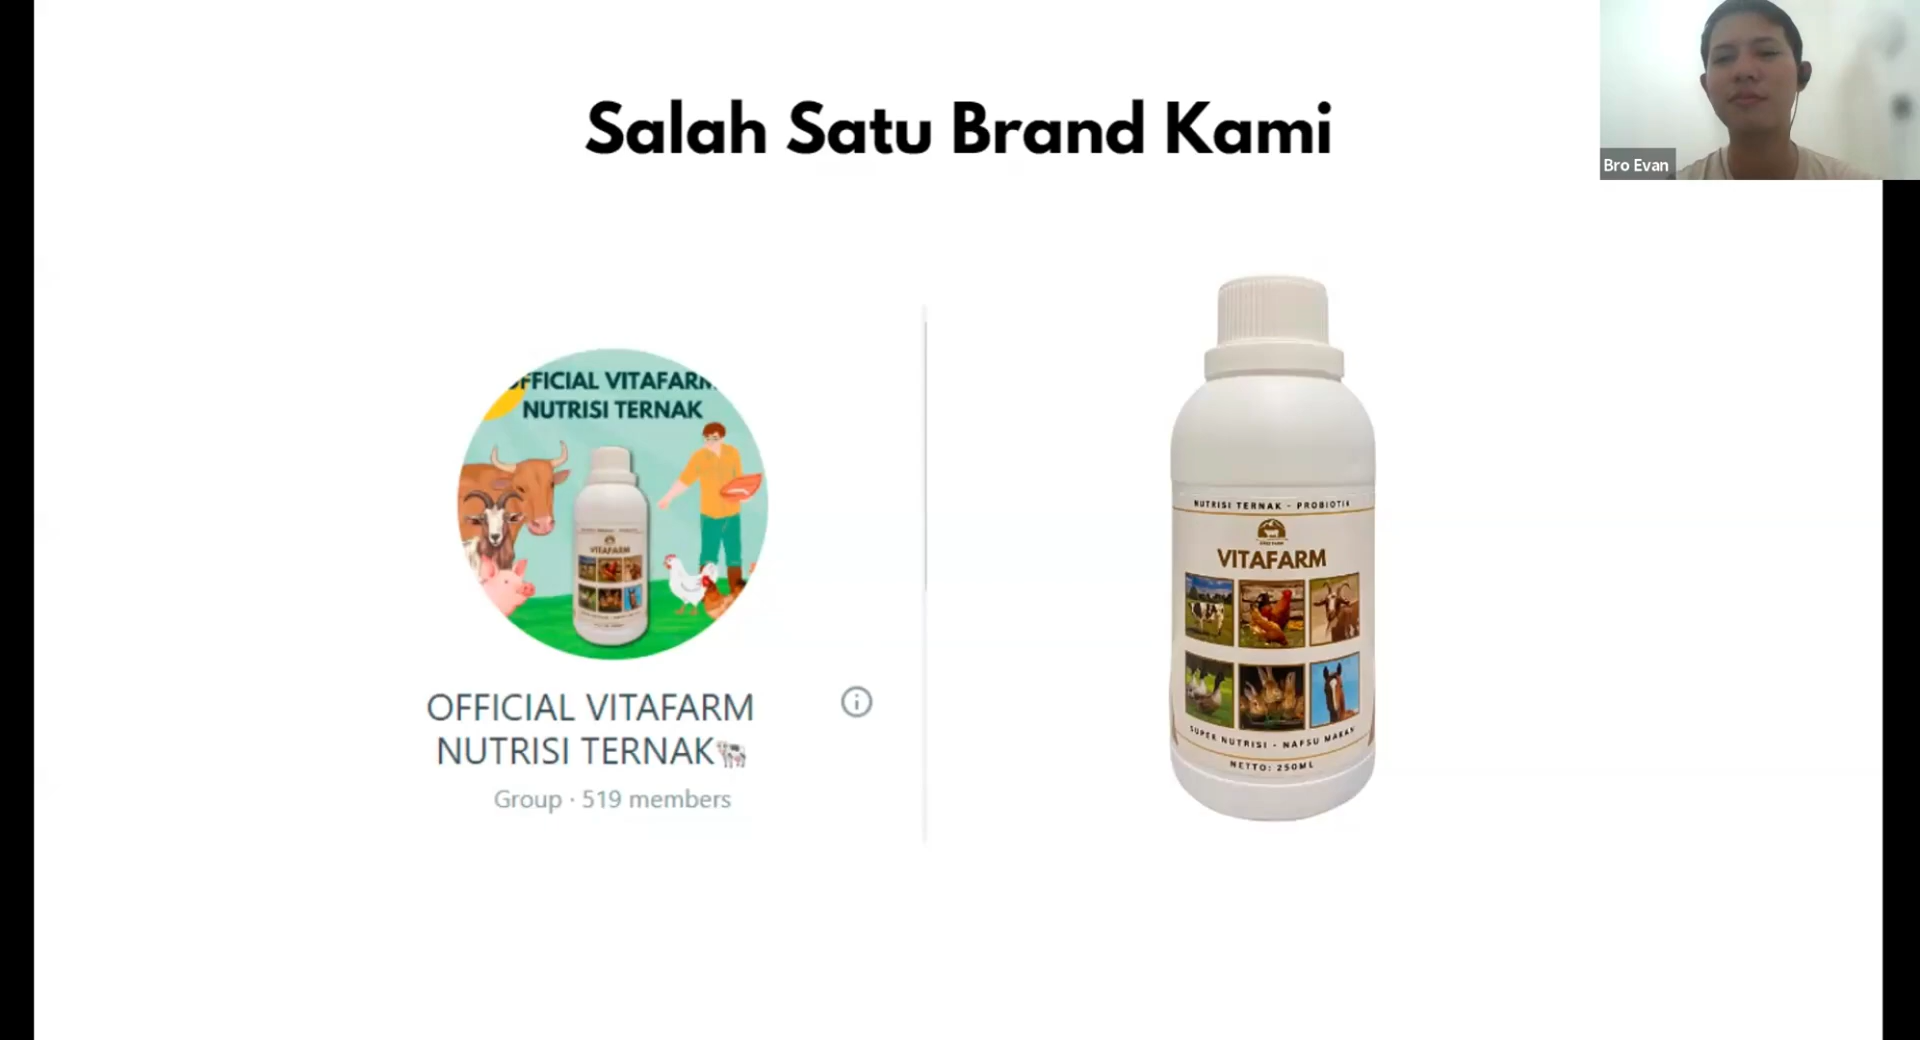 Salah Satu Brand Kami
Bro Evan
OFFICIAL VITAFARM
NUTRISI TERNAK
VITAFARM
OFFICIAL VITAFARM
NUTRISI TERNAK🐄
Group · 519 members
NUTRISI TERNAK - PROBIOTIK
VITAFARM
SUPER NUTRISI - NAFSU MAKAN
NETTO: 250ML